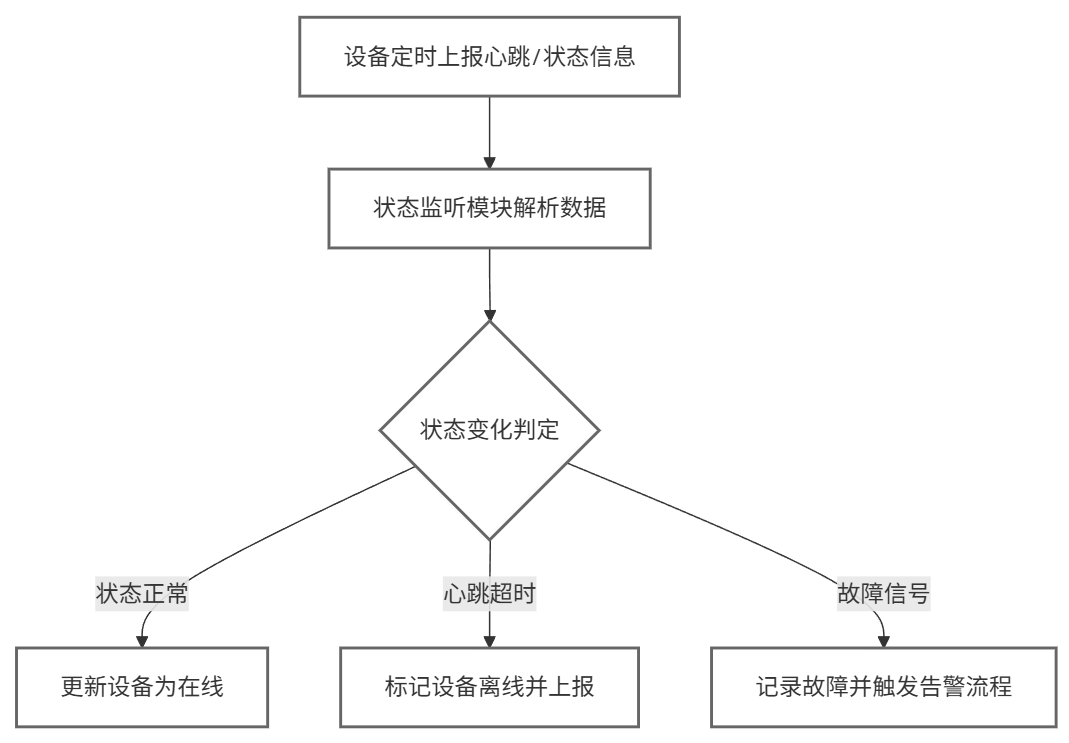 设备定时上报心跳/状态信息
状态监听模块解析数据
状态变化判定
状态正常
心跳超时
故障信号
更新设备为在线
标记设备离线并上报
记录故障并触发告警流程